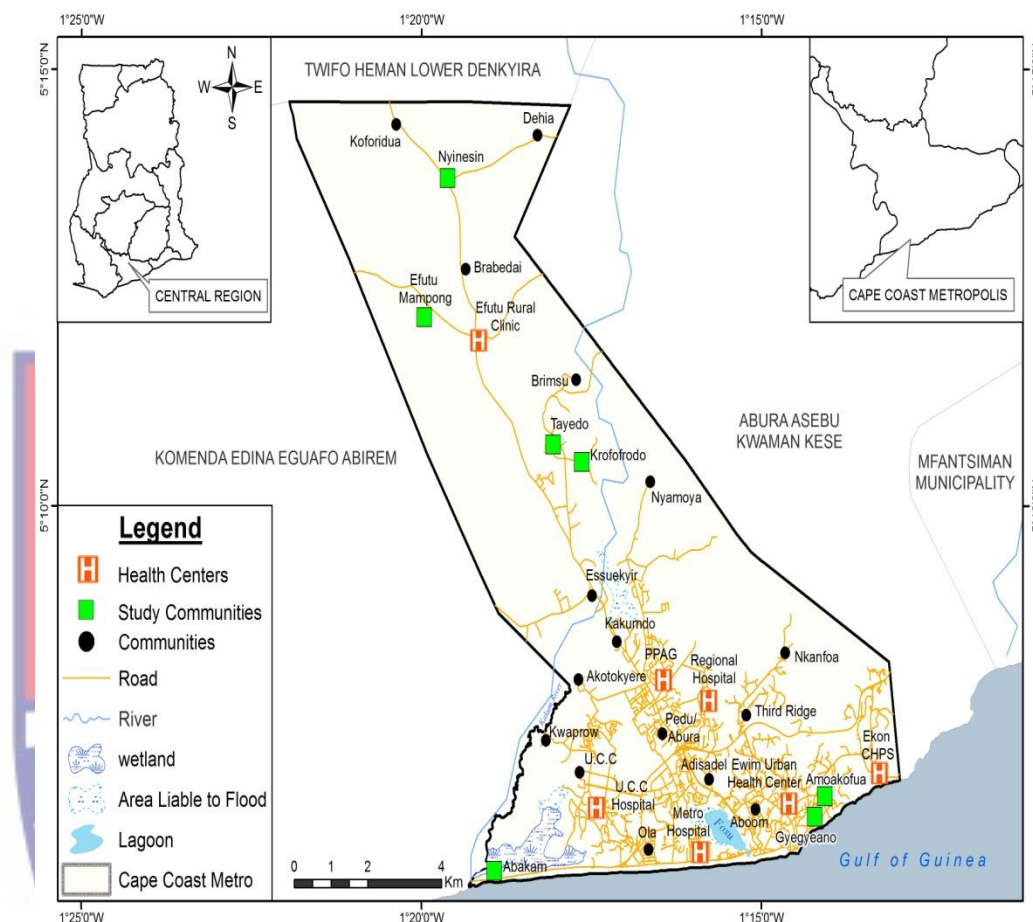 1°25'0"W
1°20'0"W
1°15'0"W
5°15'0"N
TWIFO HEMAN LOWER DENKYIRA
N
W
E
S
Koforidua
Dehia
Nyinesin
CENTRAL REGION
CAPE COAST METROPOLIS
Brabedai
Efutu
Mampong
Efutu Rural
Clinic
H
Brimsu
Tayedo
Krofofrodo
KOMENDA EDINA EGUAFO ABIREM
ABURA ASEBU
KWAMAN KESE
MFANTSIMAN
MUNICIPALITY
Nyamoya
5°10'0"N
Legend
H Health Centers
Study Communities
Communities
Road
River
wetland
Area Liable to Flood
Lagoon
Cape Coast Metro
Essuekyir
Kakumdo
PPAG
H
Regional
Hospital
H
Nkanfoa
Akotokyere
Third Ridge
Pedu/
Abura
Kwaprow
Ekon
CHPS
H
U.C.C
Adisadel
Ewim Urban
Health Center
H
Amoakofua
U.C.C
Hospital
H
Metro
Hospital
H
Fosu
Aboom
Gyegyeano
Ola
Abakam
Gulf of Guinea
0 1 2 4
Km
1°25'0"W
1°20'0"W
1°15'0"W